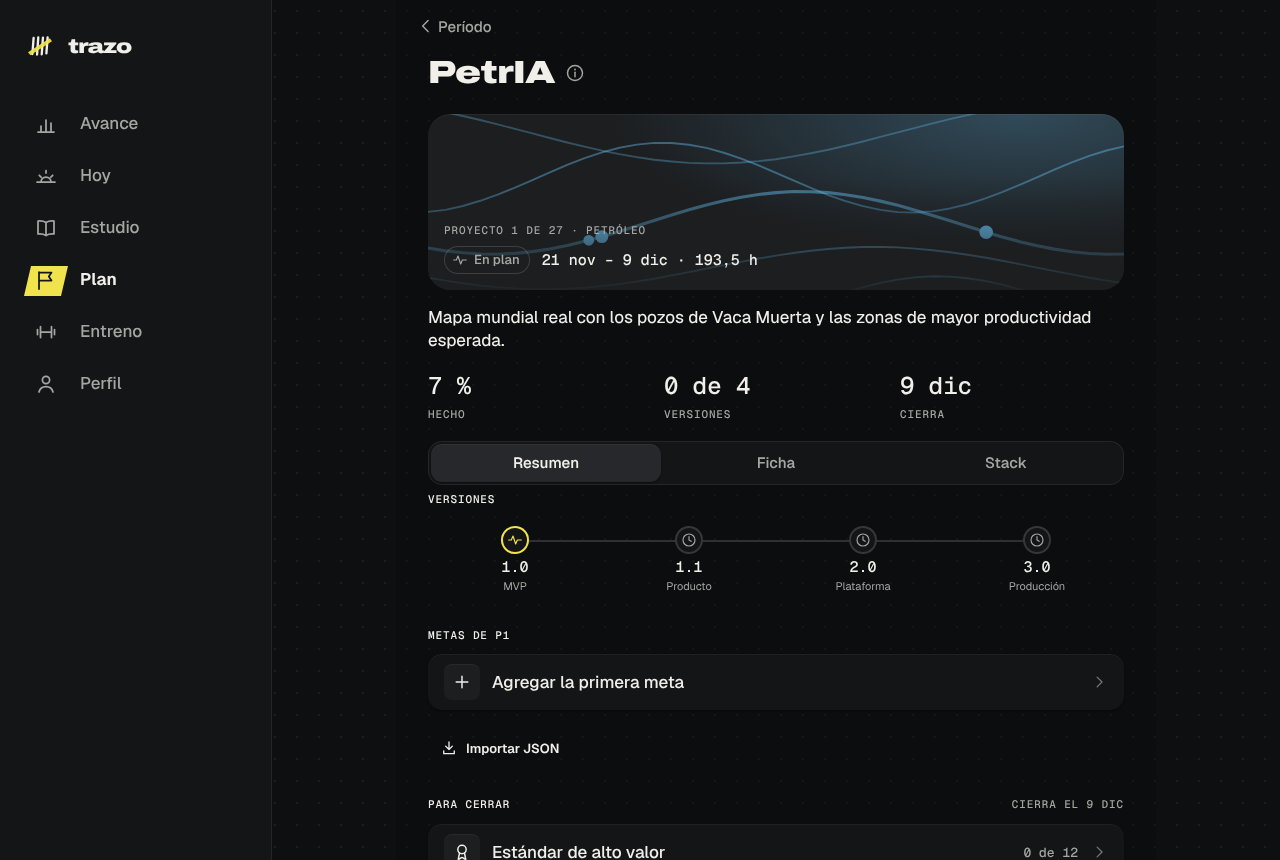 trazo
Avance
Hoy
Estudio
Plan
Entreno
Perfil
Período
PetrIA
PROYECTO 1 DE 27 · PETRÓLEO
En plan
21 nov – 9 dic · 193,5 h
Mapa mundial real con los pozos de Vaca Muerta y las zonas de mayor productividad
esperada.
7 %
0 de 4
9 dic
HECHO
VERSIONES
CIERRA
Resumen
Ficha
Stack
VERSIONES
1.0
1.1
2.0
3.0
MVP
Producto
Plataforma
Producción
METAS DE P1
Agregar la primera meta
Importar JSON
PARA CERRAR
CIERRA EL 9 DIC
Estándar de alto valor
0 de 12